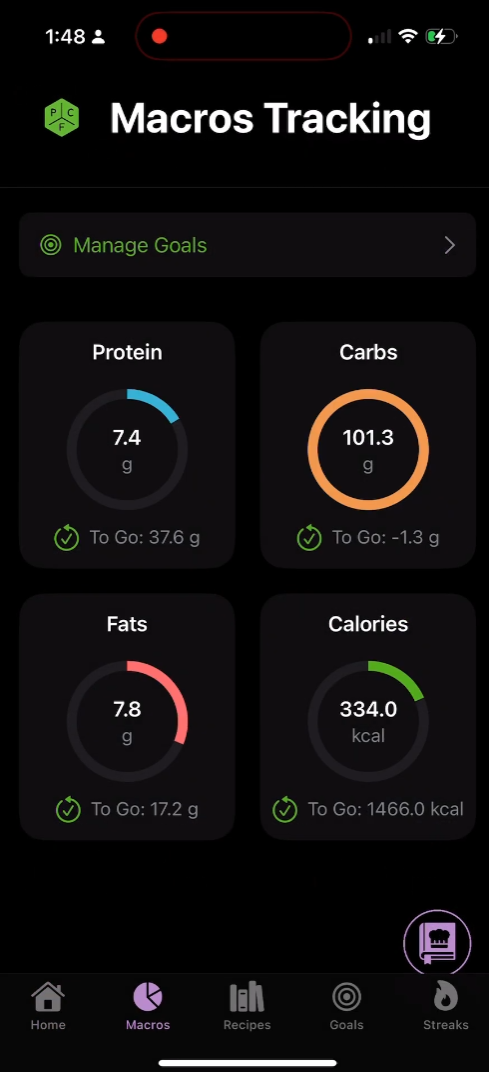 1:48
P C
F
Macros Tracking
Manage Goals
Protein
7.4
g
To Go: 37.6 g
Carbs
101.3
g
To Go: -1.3 g
Fats
7.8
g
To Go: 17.2 g
Calories
334.0
kcal
To Go: 1466.0 kcal
Home
Macros
Recipes
Goals
Streaks